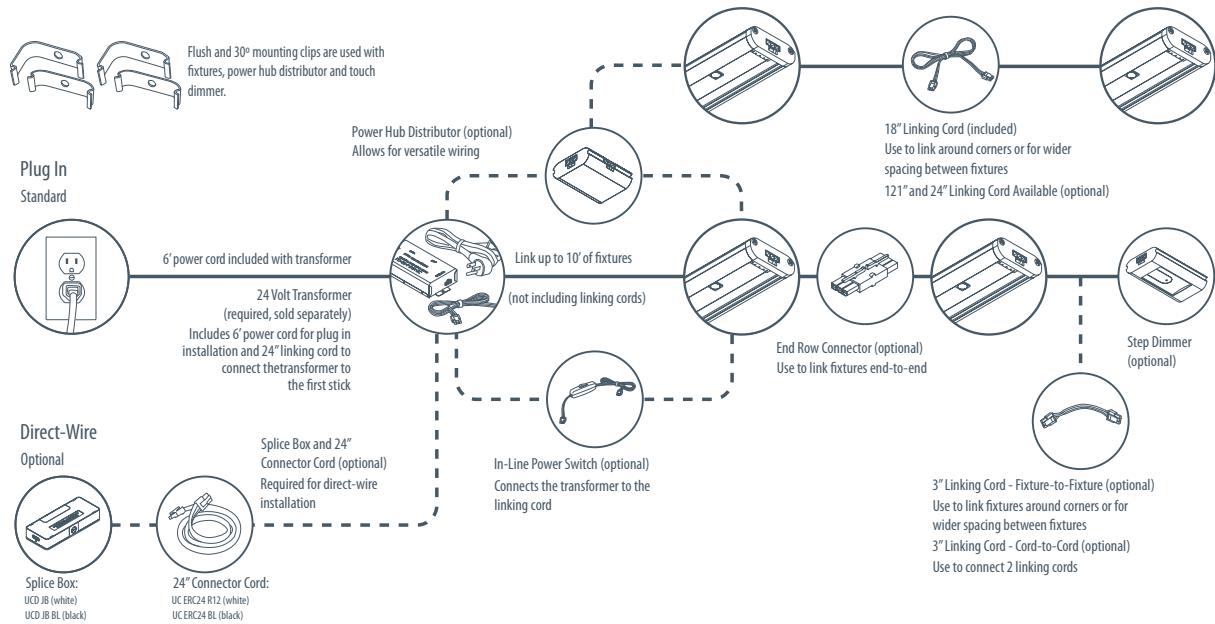 Flush and 30º mounting clips are used with
fixtures, power hub distributor and touch
dimmer.
Power Hub Distributor (optional)
Allows for versatile wiring
18” Linking Cord (included)
Use to link around corners or for wider
spacing between fixtures
121” and 24” Linking Cord Available (optional)
Plug In
Standard
6’ power cord included with transformer
24 Volt Transformer
(required, sold separately)
Includes 6’ power cord for plug in
installation and 24” linking cord to
connect thetransformer to
the first stick
Link up to 10’ of fixtures
(not including linking cords)
End Row Connector (optional)
Use to link fixtures end-to-end
Step Dimmer
(optional)
Direct-Wire
Optional
Splice Box and 24”
Connector Cord (optional)
Required for direct-wire
installation
In-Line Power Switch (optional)
Connects the transformer to the
linking cord
3” Linking Cord - Fixture-to-Fixture (optional)
Use to link fixtures around corners or for
wider spacing between fixtures
3” Linking Cord - Cord-to-Cord (optional)
Use to connect 2 linking cords
Splice Box:
UCD JB (white)
UCD JB BL (black)
24” Connector Cord:
UC ERC24 R12 (white)
UC ERC24 BL (black)